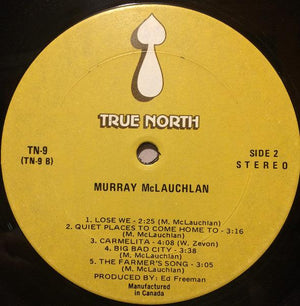 TRUE NORTH
TN-9
(TN-9 B)
SIDE 2
STEREO
MURRAY McLAUCHLAN
1. LOSE WE - 2:25 (M. McLauchlan)
2. QUIET PLACES TO COME HOME TO - 3:16
(M. McLauchlan)
3. CARMELITA - 4:08 (W. Zevon)
4. BIG BAD CITY - 3:38
(M. McLauchlan)
5. THE FARMER'S SONG - 3:05
(M. McLauchlan)
PRODUCED BY: Ed Freeman
Manufactured
in Canada